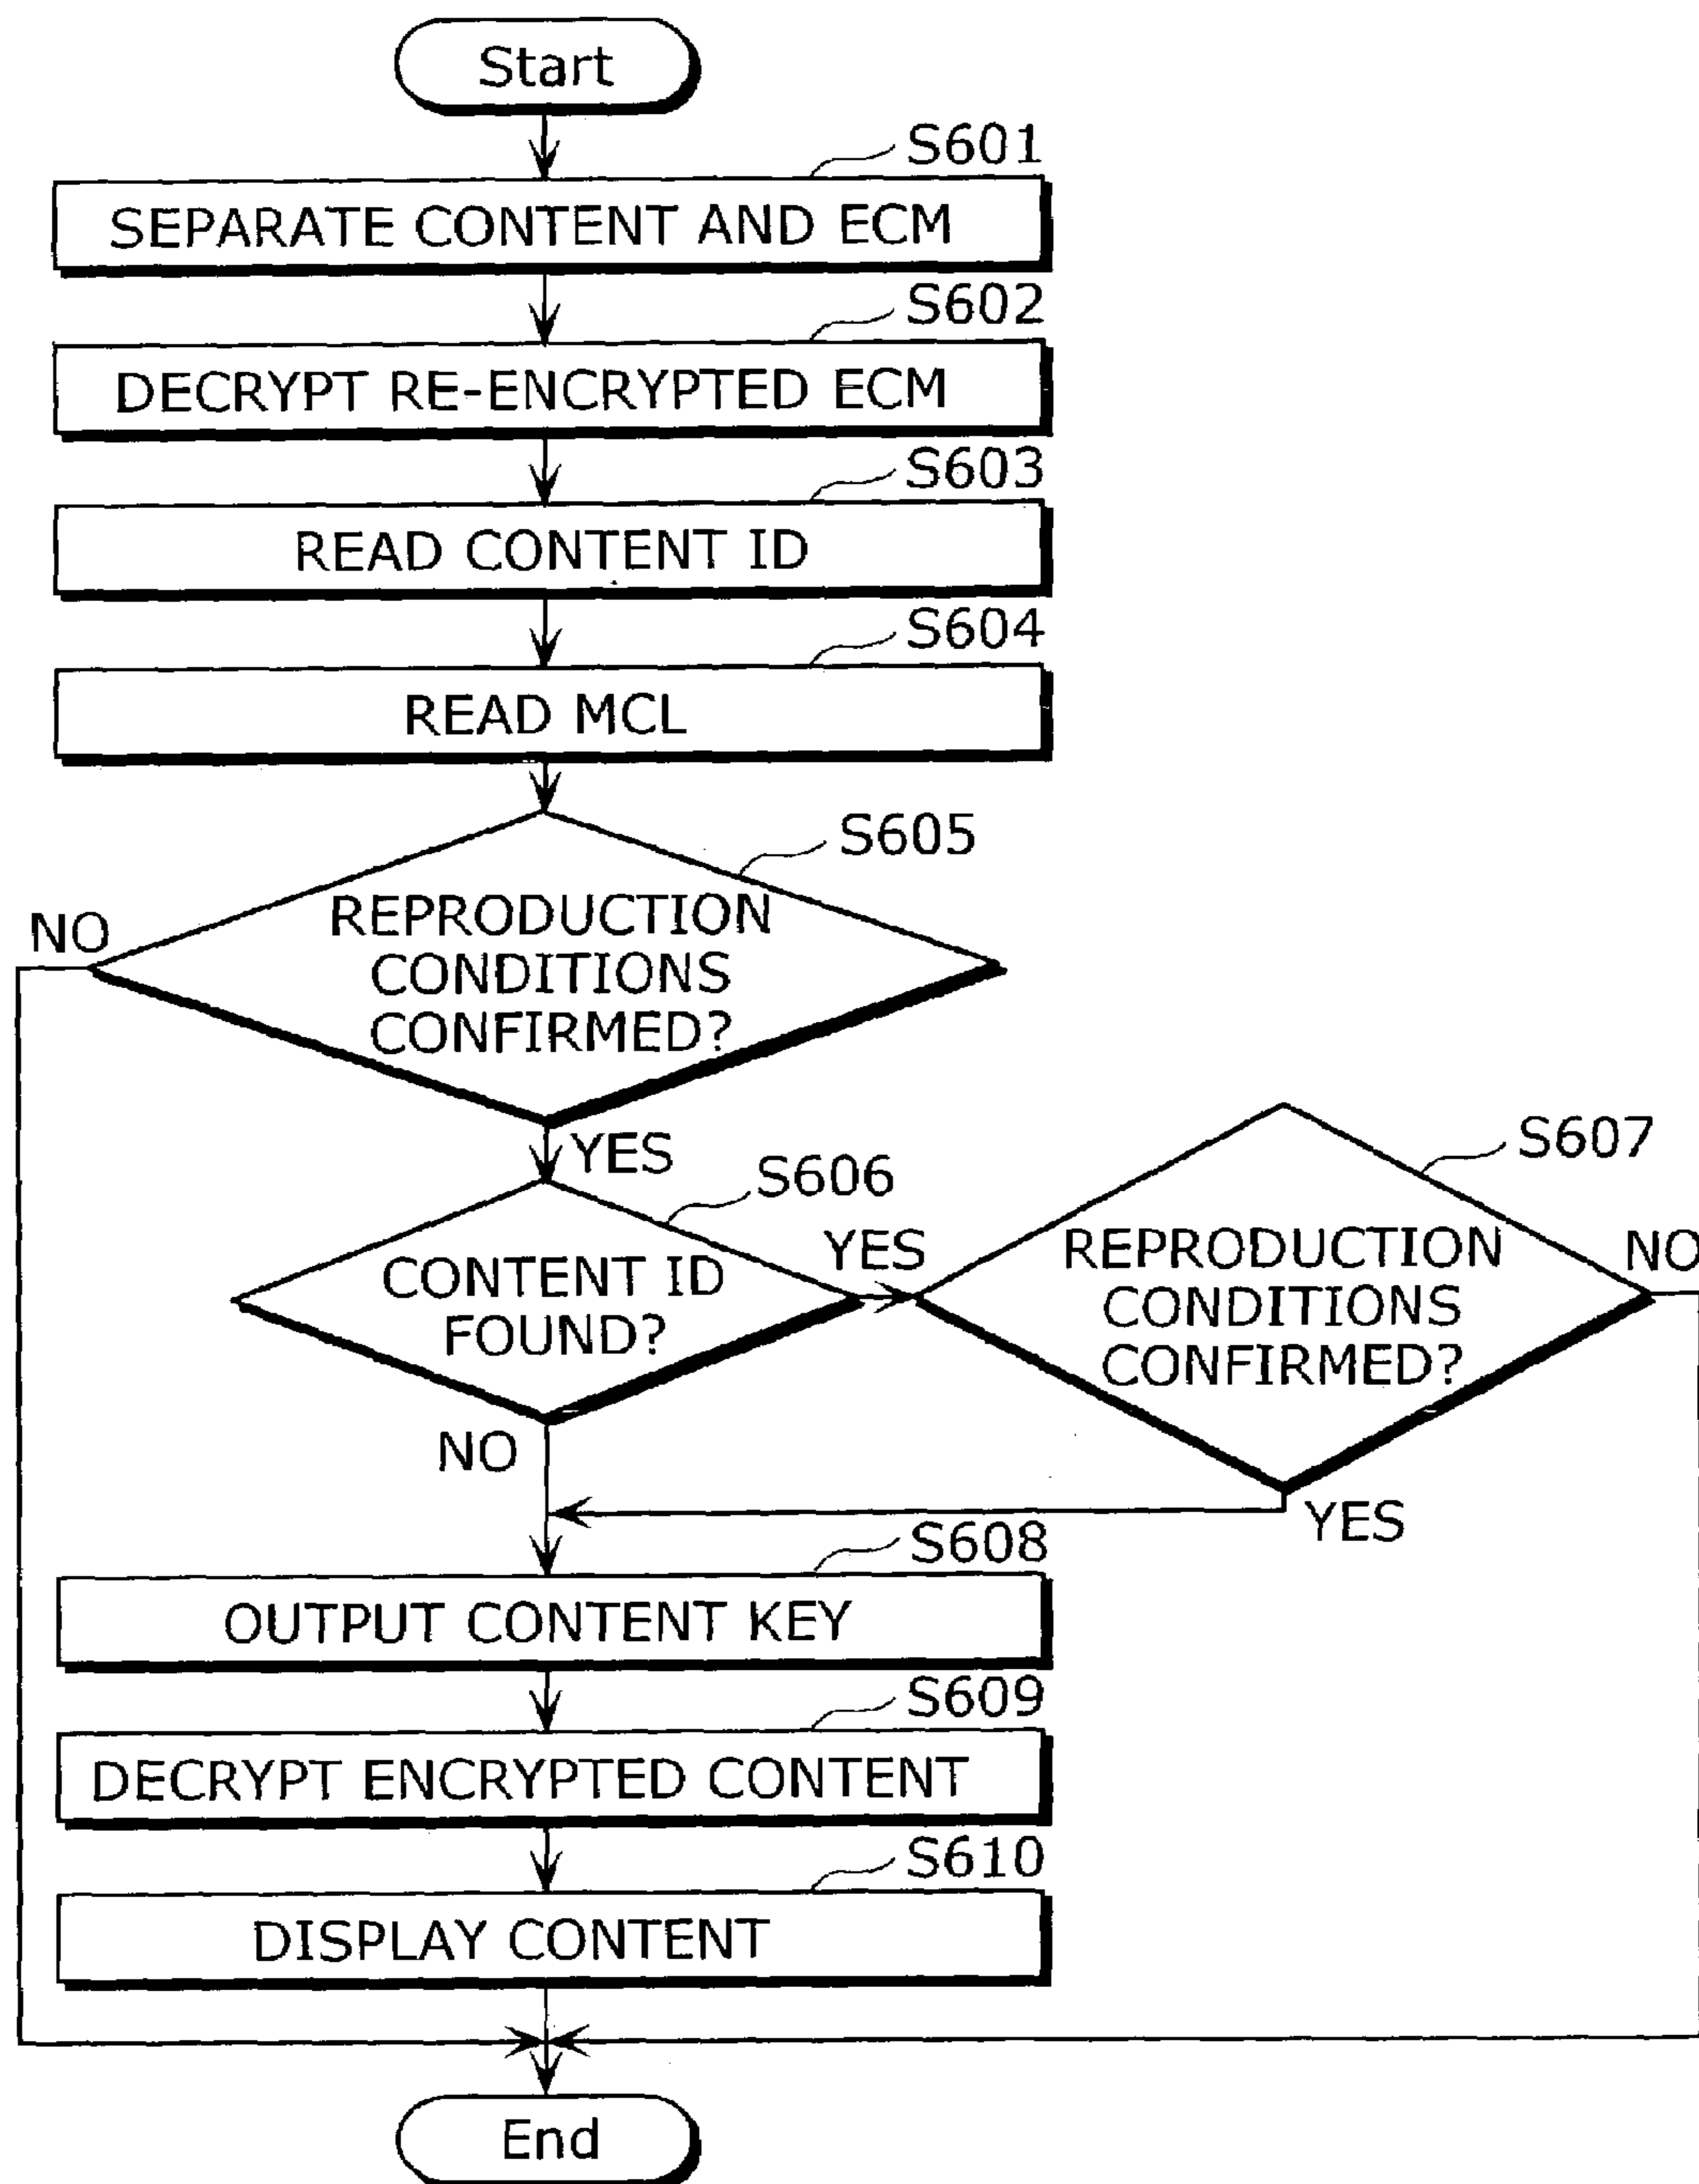 Start
S601
SEPARATE CONTENT AND ECM
S602
DECRYPT RE-ENCRYPTED ECM
S603
READ CONTENT ID
S604
READ MCL
S605
REPRODUCTION
CONDITIONS
CONFIRMED?
NO
YES
S606
CONTENT ID
FOUND?
YES
NO
S607
REPRODUCTION
CONDITIONS
CONFIRMED?
NO
YES
S608
OUTPUT CONTENT KEY
S609
DECRYPT ENCRYPTED CONTENT
S610
DISPLAY CONTENT
End